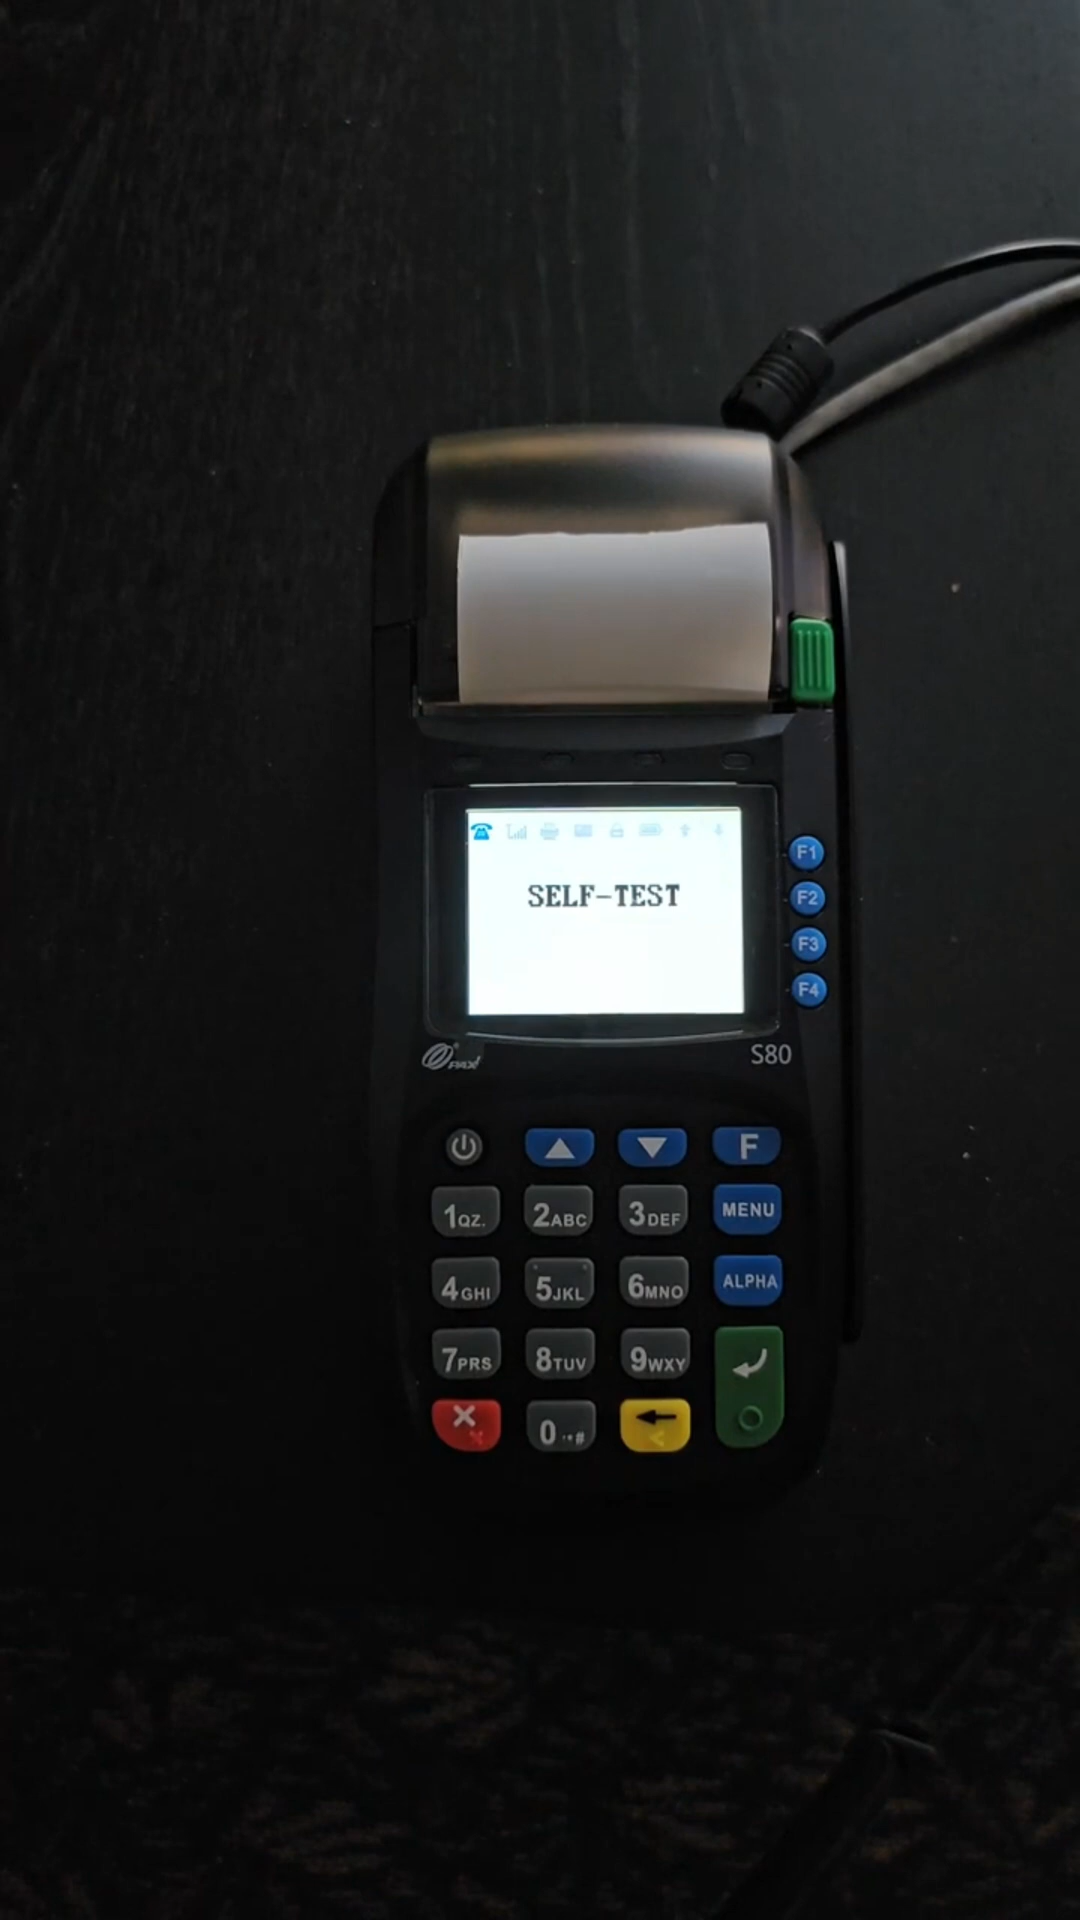 SELF-TEST
F1
F2
F3
F4
PAX
S80
F
1QZ. 2ABC 3DEF MENU
4GHI 5JKL 6MNO ALPHA
7PRS 8TUV 9WXY
0 .*#